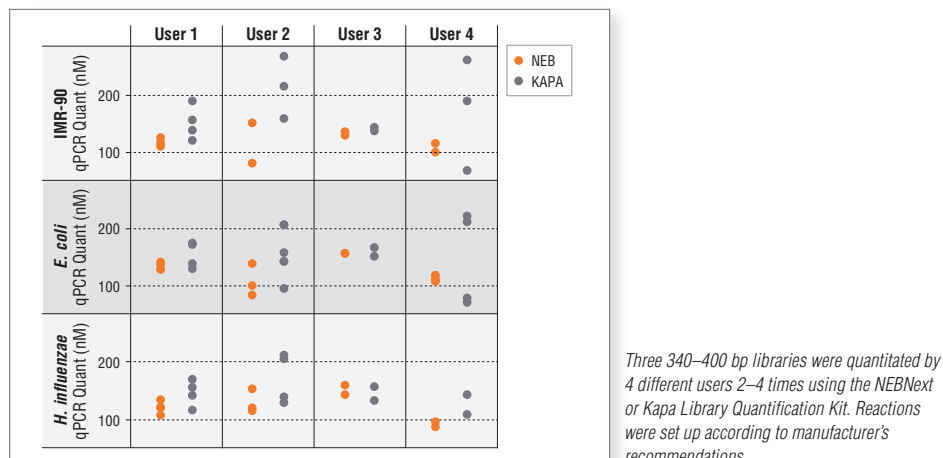 User 1 User 2 User 3 User 4
NEB
KAPA
IMR-90
qPCR Quant (nM)
200
100
E. coli
qPCR Quant (nM)
200
100
H. influenzae
qPCR Quant (nM)
200
100
Three 340–400 bp libraries were quantitated by
4 different users 2–4 times using the NEBNext
or Kapa Library Quantification Kit. Reactions
were set up according to manufacturer's
recommendations